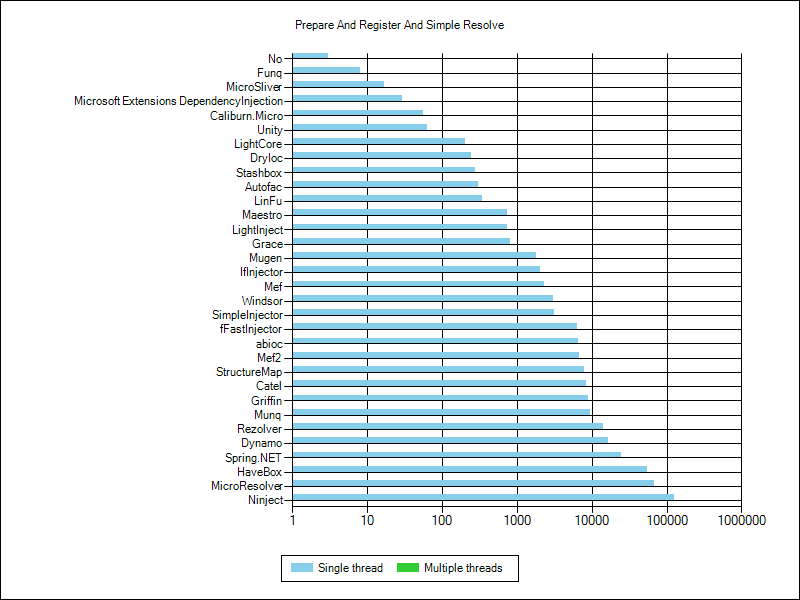 Prepare And Register And Simple Resolve
No
Funq
MicroSliver
Microsoft Extensions DependencyInjection
Caliburn.Micro
Unity
LightCore
DryIoc
Stashbox
Autofac
LinFu
Maestro
LightInject
Grace
Mugen
IfInjector
Mef
Windsor
SimpleInjector
fFastInjector
abioc
Mef2
StructureMap
Catel
Griffin
Munq
Rezolver
Dynamo
Spring.NET
HaveBox
MicroResolver
Ninject
1 10 100 1000 10000 100000 1000000
Single thread Multiple threads